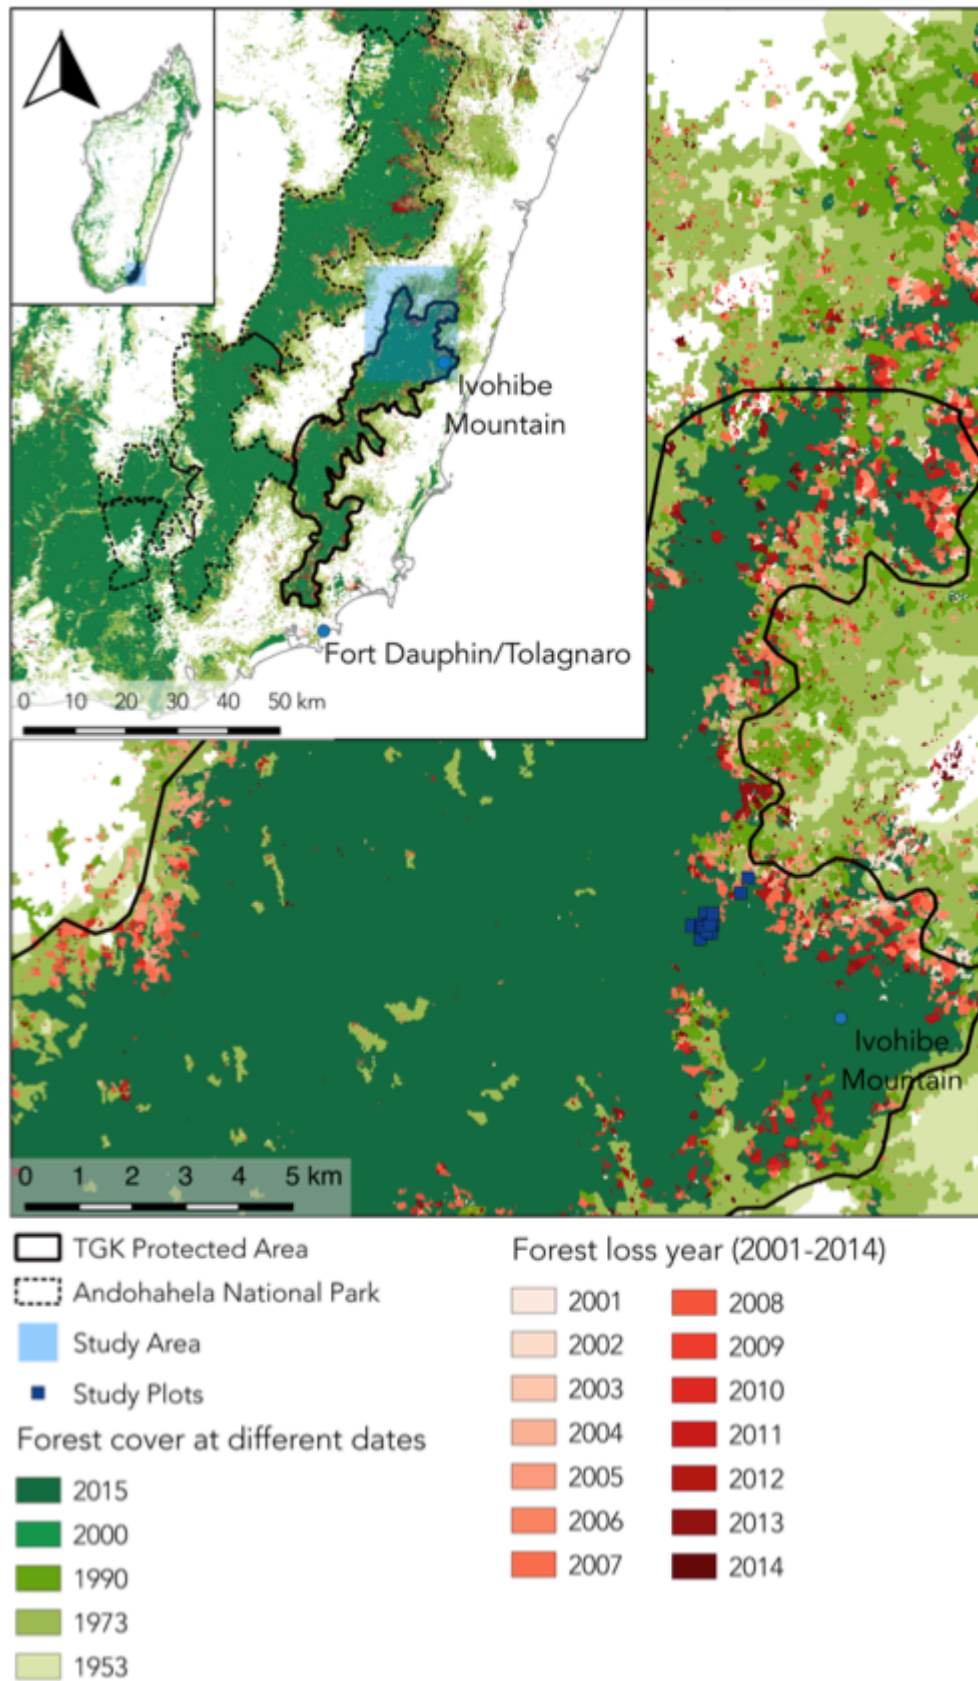 Ivohibe
Mountain
Fort Dauphin/Tolagnaro
0 10 20 30 40 50 km
Ivohibe
Mountain
0 1 2 3 4 5 km
TGK Protected Area
Andohahela National Park
Study Area
Study Plots
Forest cover at different dates
2015
2000
1990
1973
1953
Forest loss year (2001-2014)
2001
2002
2003
2004
2005
2006
2007
2008
2009
2010
2011
2012
2013
2014